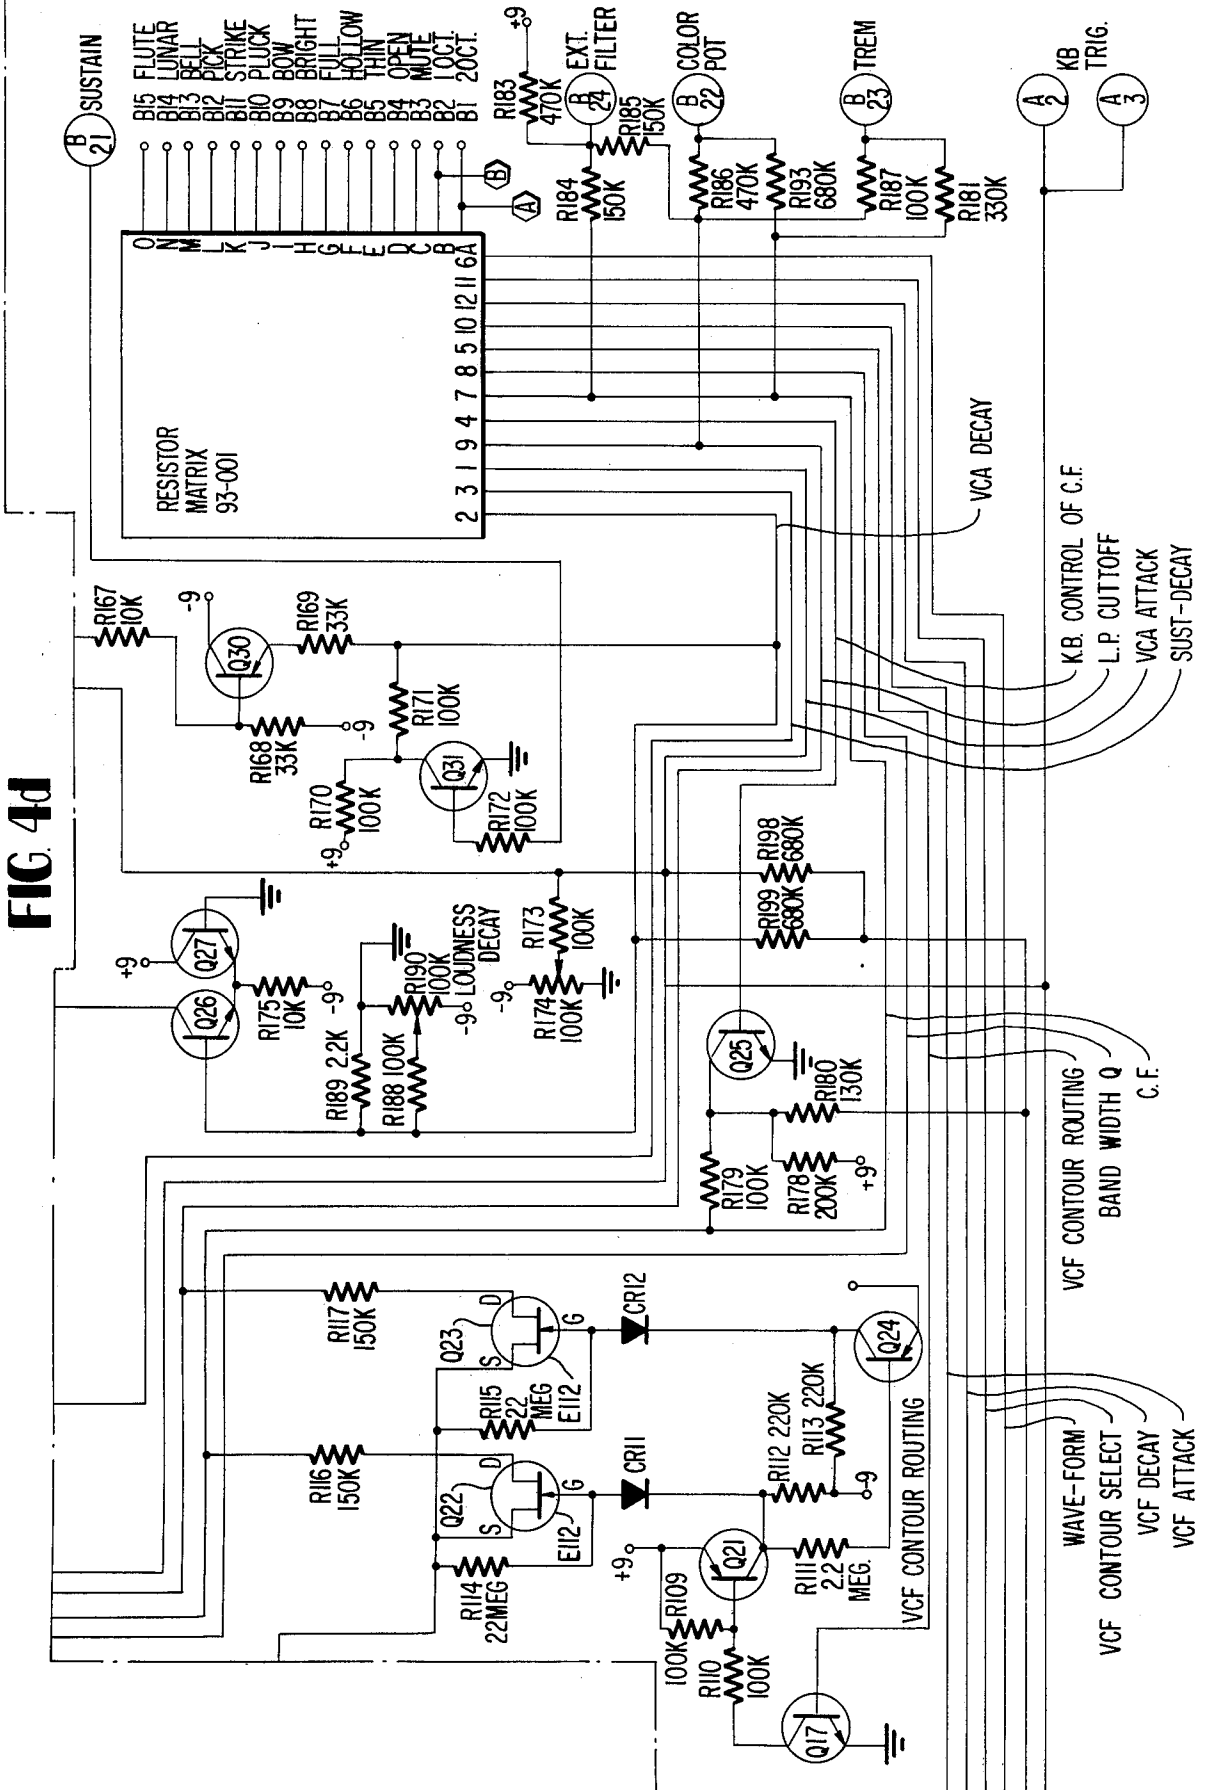 FIG. 4d
B
21
SUSTAIN
B15 FLUTE
B14 LUNAR
B13 BELL
B12 PICK
B11 STRIKE
B10 PLUCK
B9 BOW
B8 BRIGHT
B7 FULL
B6 HOLLOW
B5 THIN
B4 OPEN
B3 MUTE
B2 1 OCT.
B1 2OCT.
B
A
O
N
M
L
K
J
I
H
G
F
E
D
C
B
A
RESISTOR
MATRIX
93-001
2 3 1 9 4 7 8 5 10 12 11 6
+9
R183
470K
EXT.
FILTER
B
24
R185
150K
R184
150K
COLOR
POT
B
22
R186
470K
R193
680K
TREM
B
23
R187
100K
R181
330K
KB
TRIG.
A
2
A
3
R167
10K
-9
Q30
R169
33K
R168
33K
-9
R171
100K
R170
100K
+9
Q31
R172
100K
VCA DECAY
K.B. CONTROL OF C.F.
L.P. CUTTOFF
VCA ATTACK
SUST-DECAY
+9
Q27
Q26
R175
10K
-9
R189 2.2K
R188 100K
R190
100K
LOUDNESS
DECAY
-9
R173
100K
-9
R174
100K
R198
680K
R199
680K
Q25
R180
130K
R179
100K
R178
200K
+9
VCF CONTOUR ROUTING
BAND WIDTH Q
C.F.
R117
150K
D
Q23
S
G
R115
22
MEG
E112
CR12
R116
150K
D
Q22
S
G
E112
R114
22MEG
CR11
Q24
R113 220K
R112 220K
-9
+9
Q21
R109
100K
R111
2.2
MEG.
R110
100K
Q17
VCF CONTOUR ROUTING
WAVE-FORM
VCF CONTOUR SELECT
VCF DECAY
VCF ATTACK